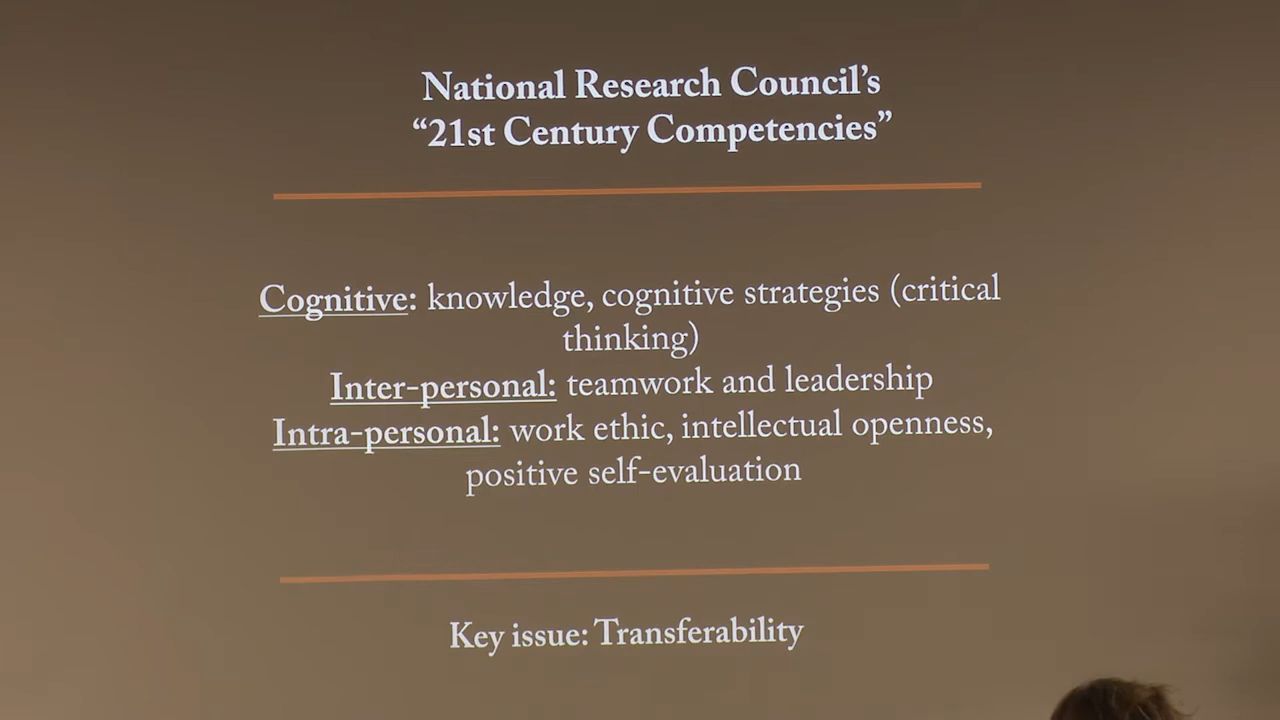 National Research Council’s
“21st Century Competencies”
Cognitive: knowledge, cognitive strategies (critical
thinking)
Inter-personal: teamwork and leadership
Intra-personal: work ethic, intellectual openness,
positive self-evaluation
Key issue: Transferability